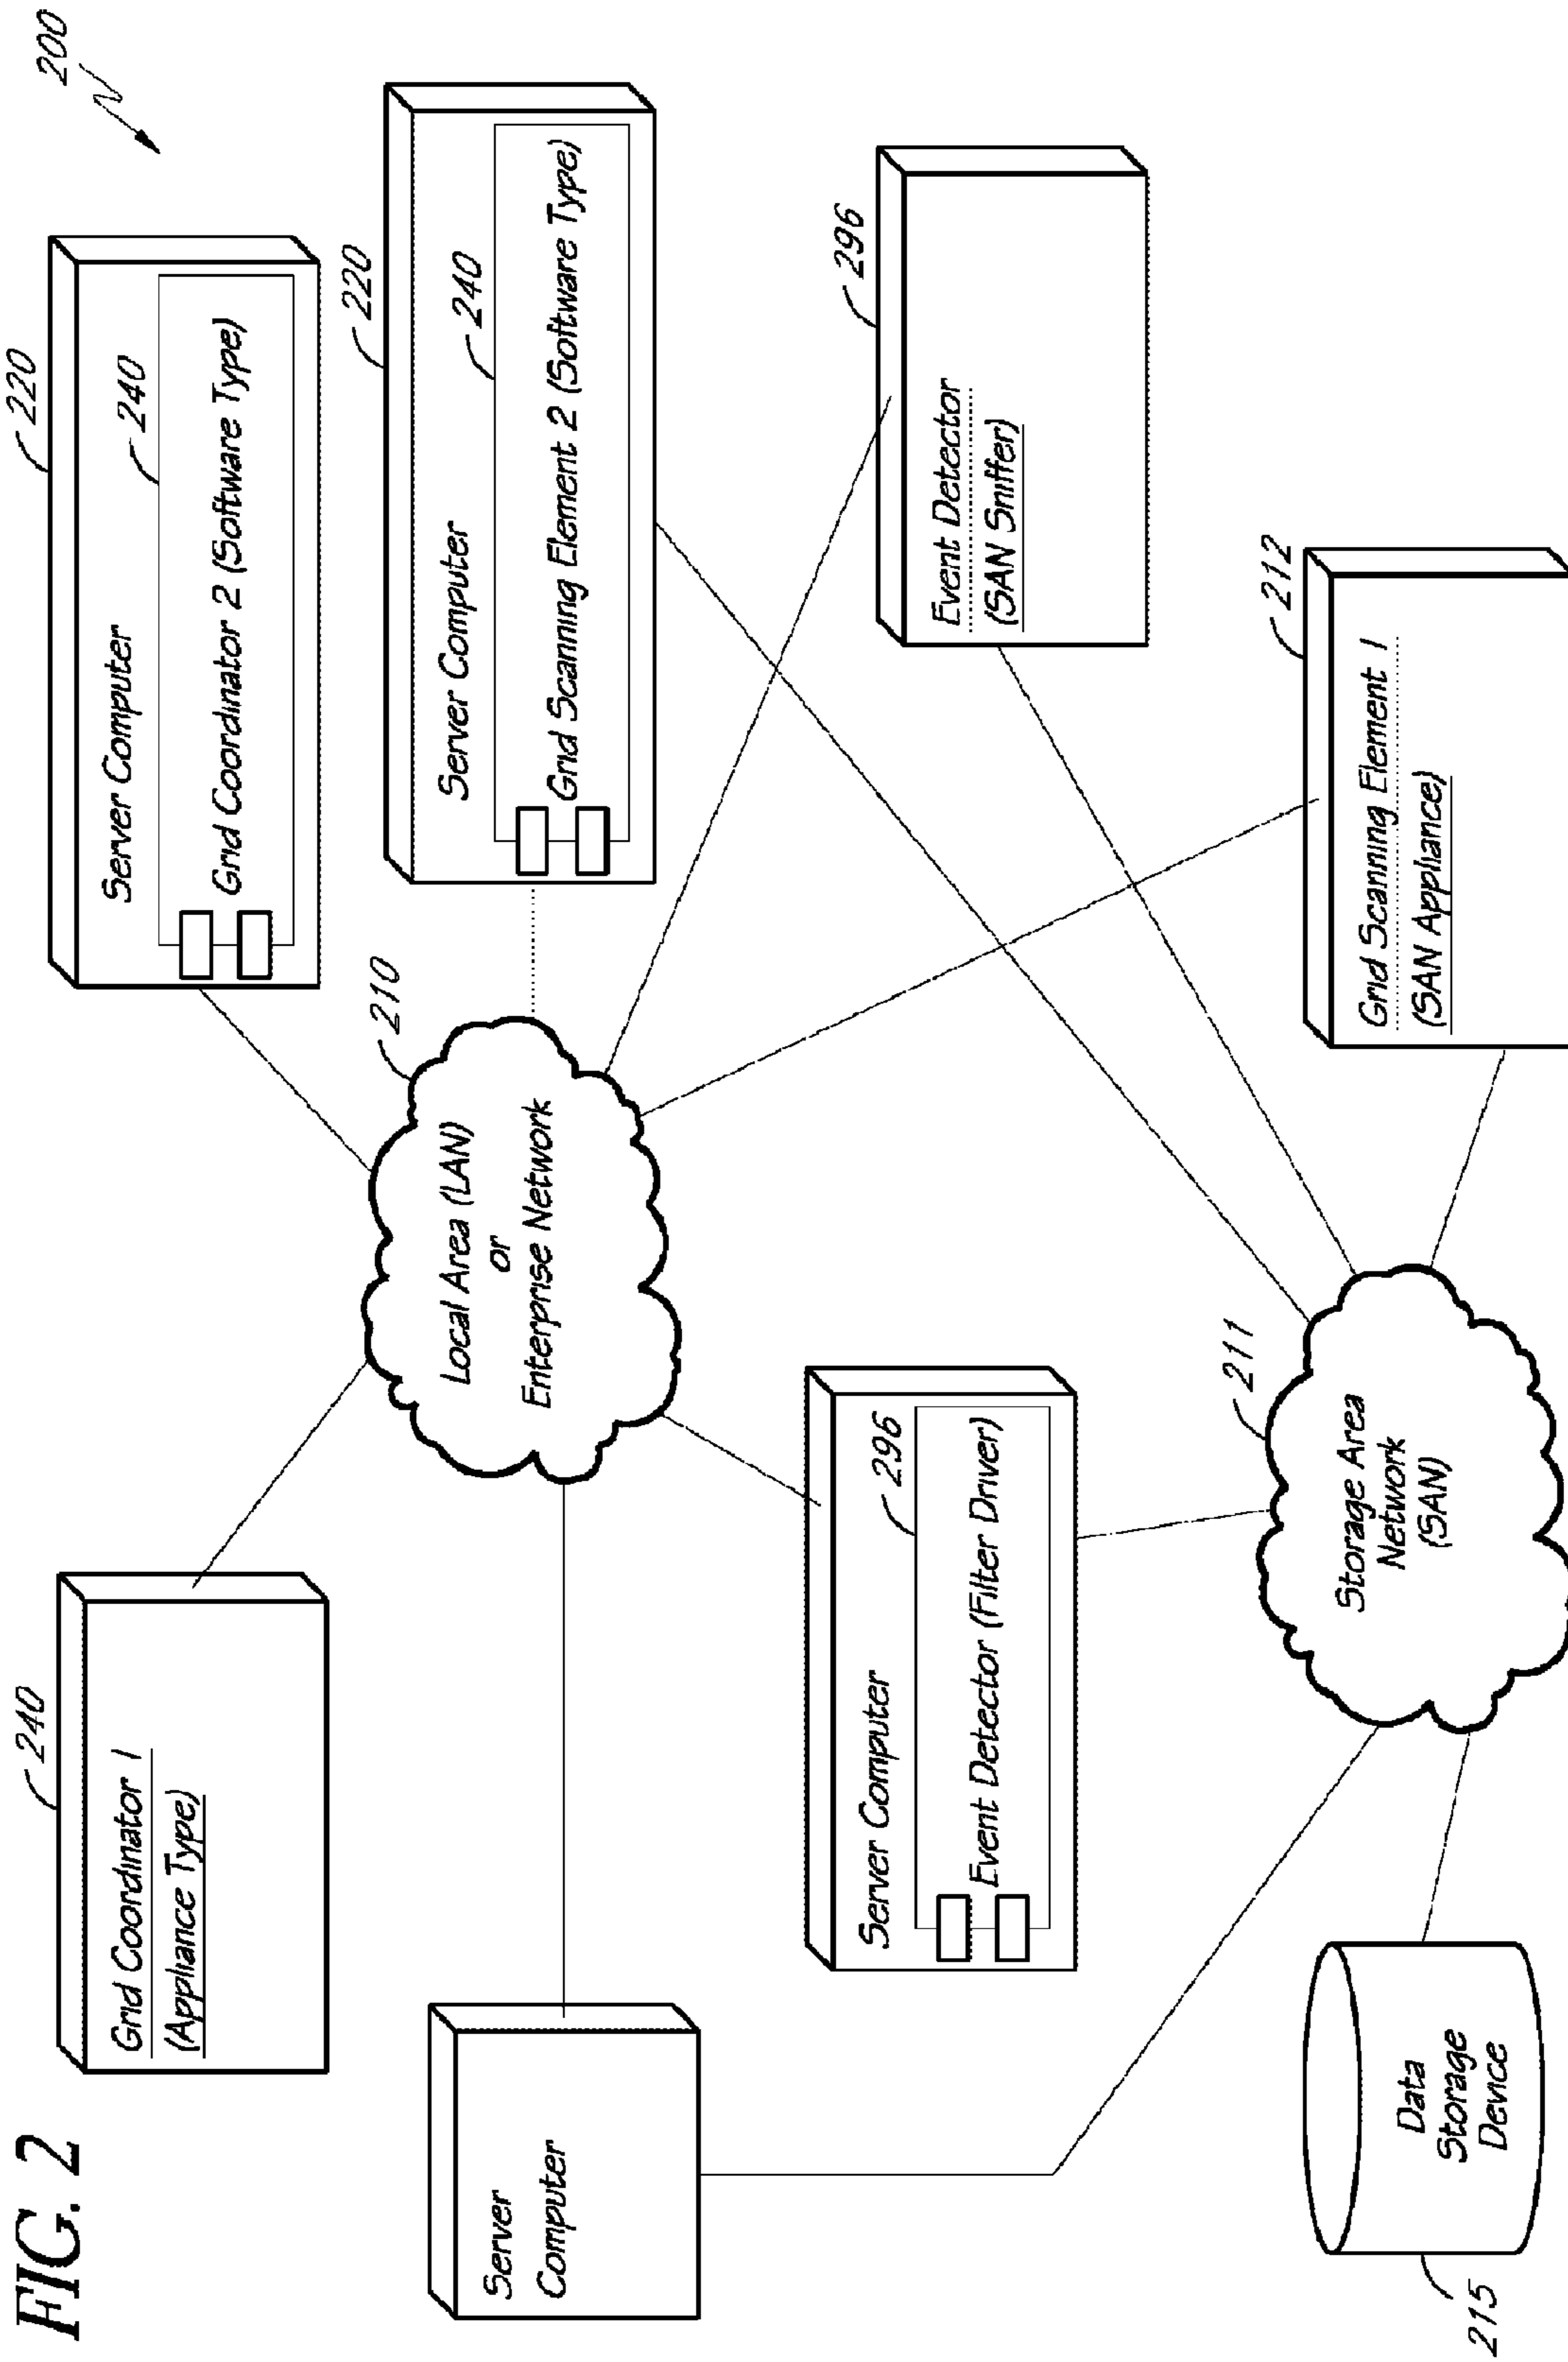 FIG. 2
200
240
Grid Coordinator 1
(Appliance Type)
220
Server Computer
240
Grid Coordinator 2 (Software Type)
210
Local Area (LAN)
or
Enterprise Network
220
Server Computer
240
Grid Scanning Element 2 (Software Type)
Server
Computer
Server Computer
296
Event Detector (Filter Driver)
296
Event Detector
(SAN Sniffer)
211
Storage Area
Network
(SAN)
212
Grid Scanning Element 1
(SAN Appliance)
215
Data
Storage
Device